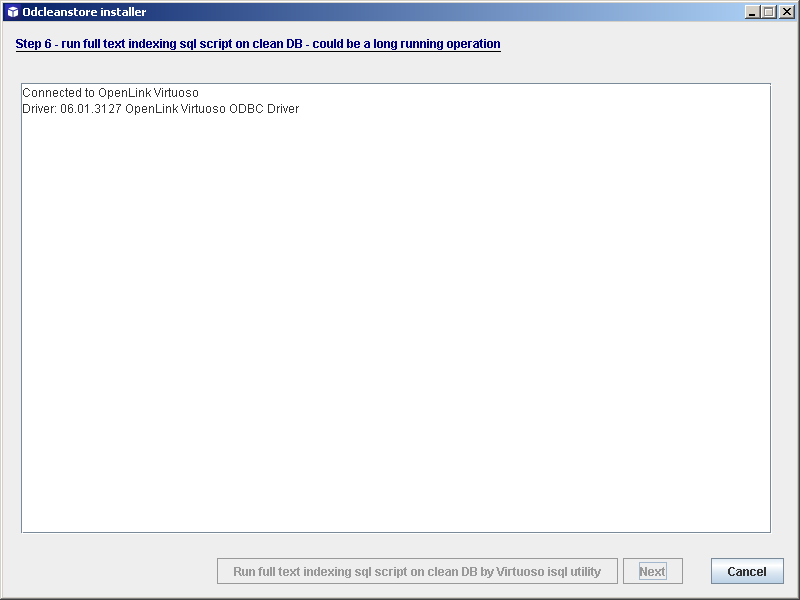 Odcleanstore installer
Step 6 - run full text indexing sql script on clean DB - could be a long running operation
Connected to OpenLink Virtuoso
Driver: 06.01.3127 OpenLink Virtuoso ODBC Driver
Run full text indexing sql script on clean DB by Virtuoso isql utility
Next
Cancel